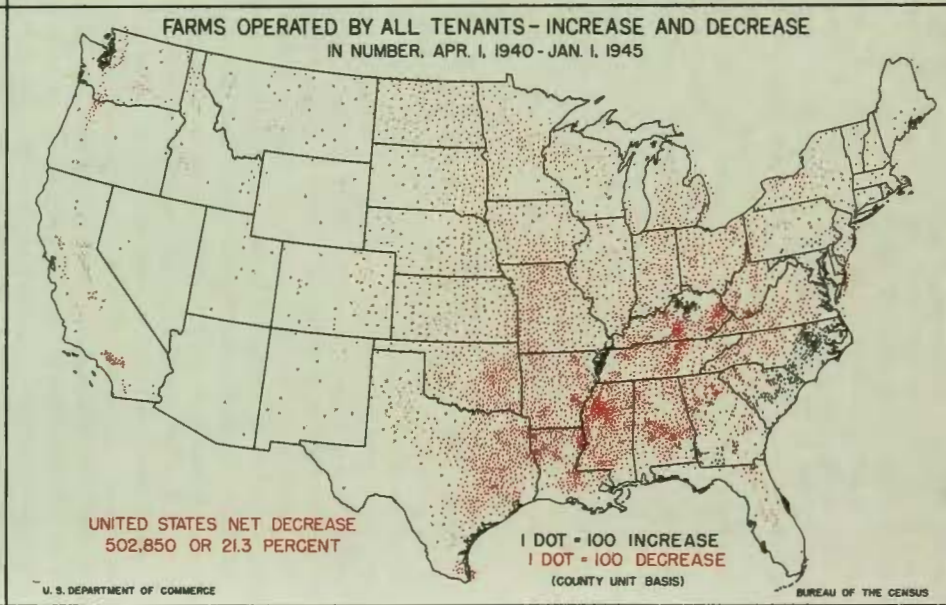 FARMS OPERATED BY ALL TENANTS - INCREASE AND DECREASE
IN NUMBER, APR. 1, 1940 - JAN. 1, 1945
UNITED STATES NET DECREASE
502,850 OR 21.3 PERCENT
1 DOT = 100 INCREASE
1 DOT = 100 DECREASE
(COUNTY UNIT BASIS)
U. S. DEPARTMENT OF COMMERCE
BUREAU OF THE CENSUS